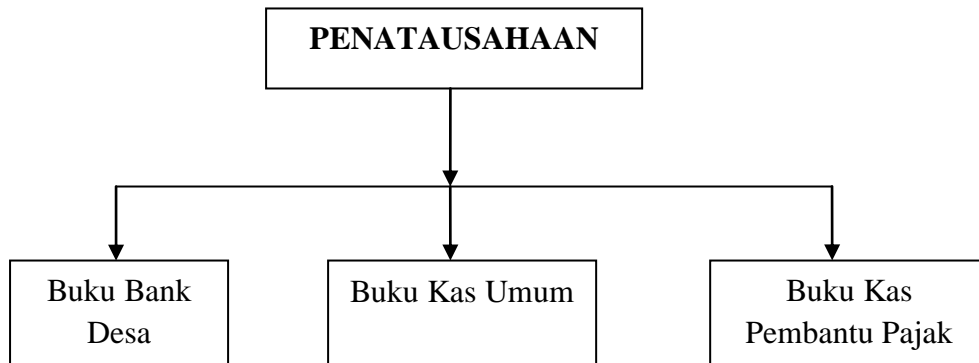 PENATAUSAHAAN
Buku Bank
Desa
Buku Kas Umum
Buku Kas
Pembantu Pajak